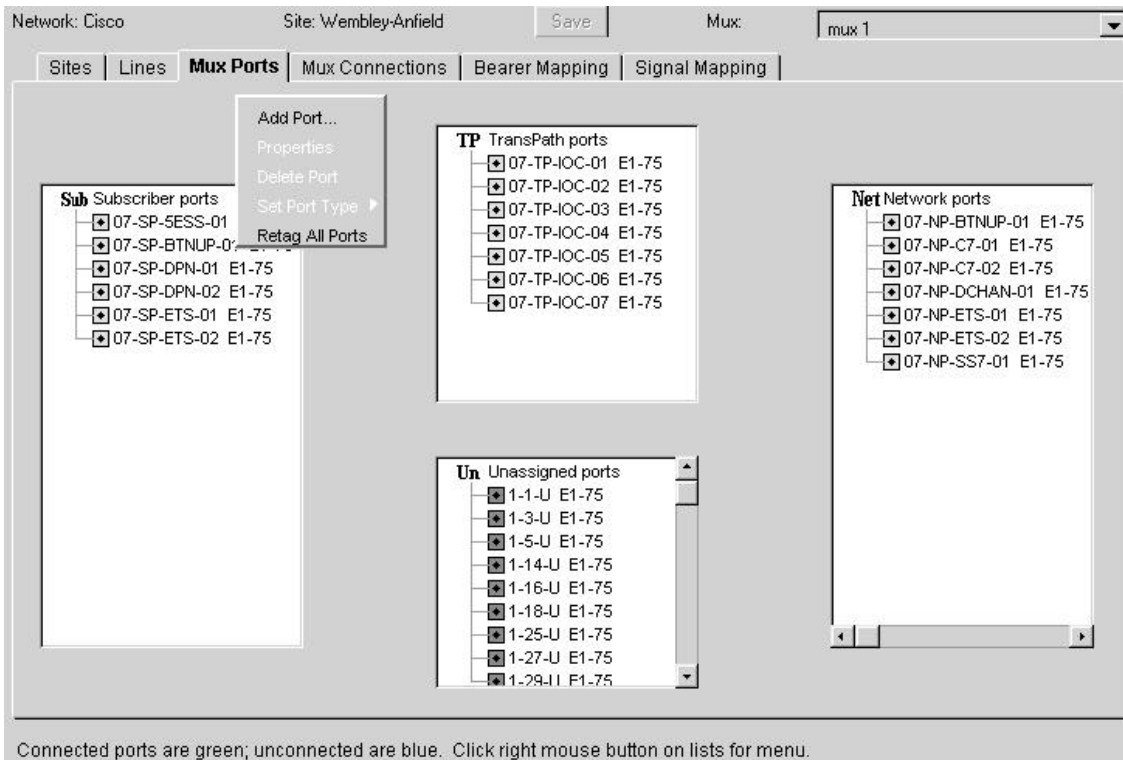 Network: Cisco Site: Wembley-Anfield Save Mux: mux 1
Sites Lines Mux Ports Mux Connections Bearer Mapping Signal Mapping
Add Port...
Properties
Delete Port
Set Port Type
Retag All Ports
Sub Subscriber ports
07-SP-5ESS-01
07-SP-BTNUP-01
07-SP-DPN-01 E1-75
07-SP-DPN-02 E1-75
07-SP-ETS-01 E1-75
07-SP-ETS-02 E1-75
TP TransPath ports
07-TP-IOC-01 E1-75
07-TP-IOC-02 E1-75
07-TP-IOC-03 E1-75
07-TP-IOC-04 E1-75
07-TP-IOC-05 E1-75
07-TP-IOC-06 E1-75
07-TP-IOC-07 E1-75
Un Unassigned ports
1-1-U E1-75
1-3-U E1-75
1-5-U E1-75
1-14-U E1-75
1-16-U E1-75
1-18-U E1-75
1-25-U E1-75
1-27-U E1-75
1-29-U E1-75
Net Network ports
07-NP-BTNUP-01 E1-75
07-NP-C7-01 E1-75
07-NP-C7-02 E1-75
07-NP-DCHAN-01 E1-75
07-NP-ETS-01 E1-75
07-NP-ETS-02 E1-75
07-NP-SS7-01 E1-75
Connected ports are green; unconnected are blue. Click right mouse button on lists for menu.